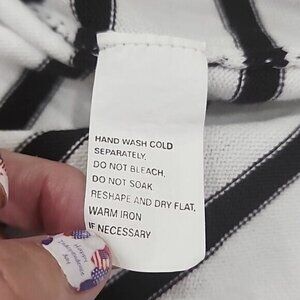 HAND WASH COLD
SEPARATELY,
DO NOT BLEACH,
DO NOT SOAK
RESHAPE AND DRY FLAT,
WARM IRON
IF NECESSARY